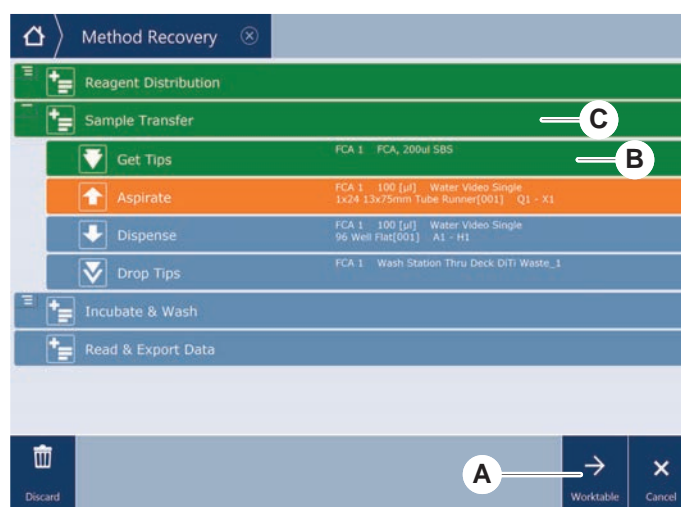 Method Recovery
Reagent Distribution
Sample Transfer
C
Get Tips
FCA 1 FCA, 200ul SBS
B
Aspirate
FCA 1 100 [µl] Water Video Single
1x24 13x75mm Tube Runner[001] Q1 - X1
Dispense
FCA 1 100 [µl] Water Video Single
96 Well Flat[001] A1 - H1
Drop Tips
FCA 1 Wash Station Thru Deck DiTi Waste_1
Incubate & Wash
Read & Export Data
A
Discard
Worktable
Cancel